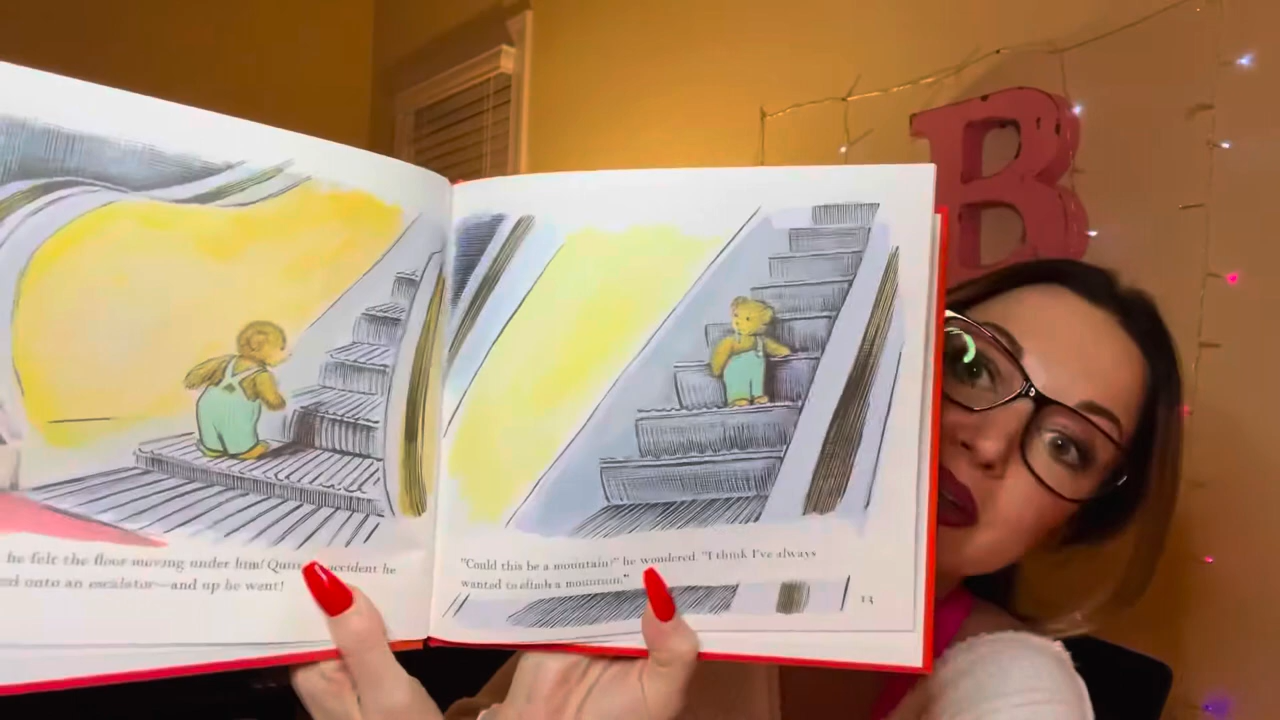 B
he felt the floor moving under him! Quite accident he
onto an escalator—and up he went!
"Could this be a mountain?" he wondered. "I think I've always
wanted to climb a mountain."
13